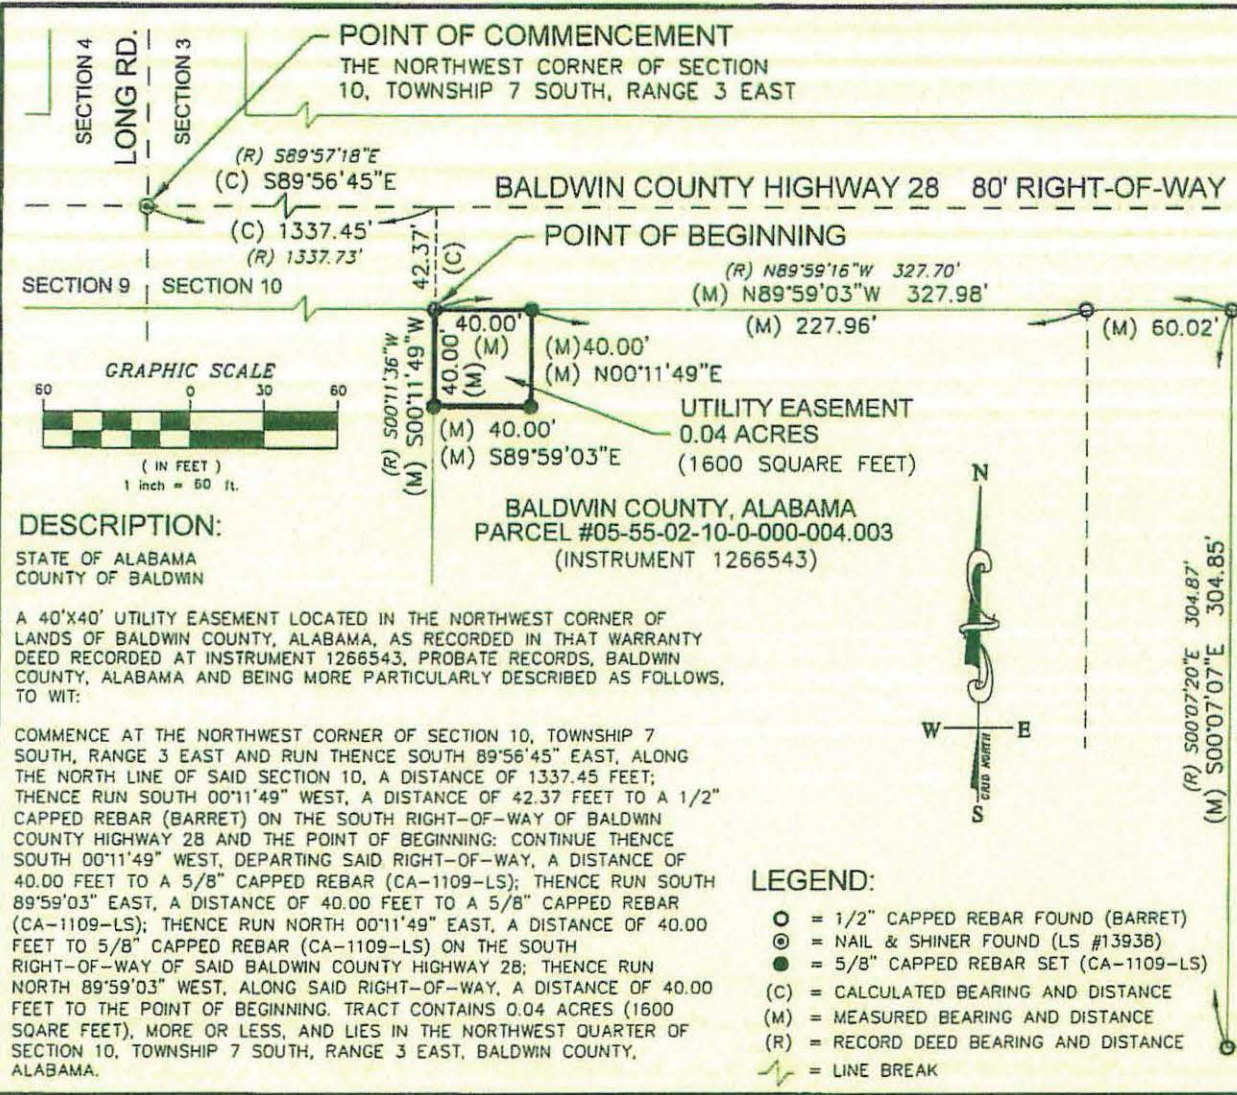 SECTION 4
LONG RD.
SECTION 3
POINT OF COMMENCEMENT
THE NORTHWEST CORNER OF SECTION
10, TOWNSHIP 7 SOUTH, RANGE 3 EAST
(R) S89°57'18"E
(C) S89°56'45"E
BALDWIN COUNTY HIGHWAY 28 80' RIGHT-OF-WAY
(C) 1337.45'
(R) 1337.73'
42.37'
(C)
POINT OF BEGINNING
SECTION 9 SECTION 10
(R) N89°59'16"W 327.70'
(M) N89°59'03"W 327.98'
(M) 227.96'
(M) 60.02'
40.00'
(M)
40.00'
(M)
(M)40.00'
(M) N00°11'49"E
(R) S00°11'36"W
(M) S00°11'49"W
(M) 40.00'
(M) S89°59'03"E
UTILITY EASEMENT
0.04 ACRES
(1600 SQUARE FEET)
GRAPHIC SCALE
60 0 30 60
( IN FEET )
1 inch = 60 ft.
BALDWIN COUNTY, ALABAMA
PARCEL #05-55-02-10-0-000-004.003
(INSTRUMENT 1266543)
N
W E
S
GRID NORTH
(R) S00°07'20"E 304.87'
(M) S00°07'07"E 304.85'
DESCRIPTION:
STATE OF ALABAMA
COUNTY OF BALDWIN
A 40'X40' UTILITY EASEMENT LOCATED IN THE NORTHWEST CORNER OF
LANDS OF BALDWIN COUNTY, ALABAMA, AS RECORDED IN THAT WARRANTY
DEED RECORDED AT INSTRUMENT 1266543, PROBATE RECORDS, BALDWIN
COUNTY, ALABAMA AND BEING MORE PARTICULARLY DESCRIBED AS FOLLOWS,
TO WIT:
COMMENCE AT THE NORTHWEST CORNER OF SECTION 10, TOWNSHIP 7
SOUTH, RANGE 3 EAST AND RUN THENCE SOUTH 89°56'45" EAST, ALONG
THE NORTH LINE OF SAID SECTION 10, A DISTANCE OF 1337.45 FEET;
THENCE RUN SOUTH 00°11'49" WEST, A DISTANCE OF 42.37 FEET TO A 1/2"
CAPPED REBAR (BARRET) ON THE SOUTH RIGHT-OF-WAY OF BALDWIN
COUNTY HIGHWAY 28 AND THE POINT OF BEGINNING: CONTINUE THENCE
SOUTH 00°11'49" WEST, DEPARTING SAID RIGHT-OF-WAY, A DISTANCE OF
40.00 FEET TO A 5/8" CAPPED REBAR (CA-1109-LS); THENCE RUN SOUTH
89°59'03" EAST, A DISTANCE OF 40.00 FEET TO A 5/8" CAPPED REBAR
(CA-1109-LS); THENCE RUN NORTH 00°11'49" EAST, A DISTANCE OF 40.00
FEET TO 5/8" CAPPED REBAR (CA-1109-LS) ON THE SOUTH
RIGHT-OF-WAY OF SAID BALDWIN COUNTY HIGHWAY 28; THENCE RUN
NORTH 89°59'03" WEST, ALONG SAID RIGHT-OF-WAY, A DISTANCE OF 40.00
FEET TO THE POINT OF BEGINNING. TRACT CONTAINS 0.04 ACRES (1600
SQARE FEET), MORE OR LESS, AND LIES IN THE NORTHWEST QUARTER OF
SECTION 10, TOWNSHIP 7 SOUTH, RANGE 3 EAST, BALDWIN COUNTY,
ALABAMA.
LEGEND:
= 1/2" CAPPED REBAR FOUND (BARRET)
= NAIL & SHINER FOUND (LS #13938)
= 5/8" CAPPED REBAR SET (CA-1109-LS)
(C) = CALCULATED BEARING AND DISTANCE
(M) = MEASURED BEARING AND DISTANCE
(R) = RECORD DEED BEARING AND DISTANCE
= LINE BREAK